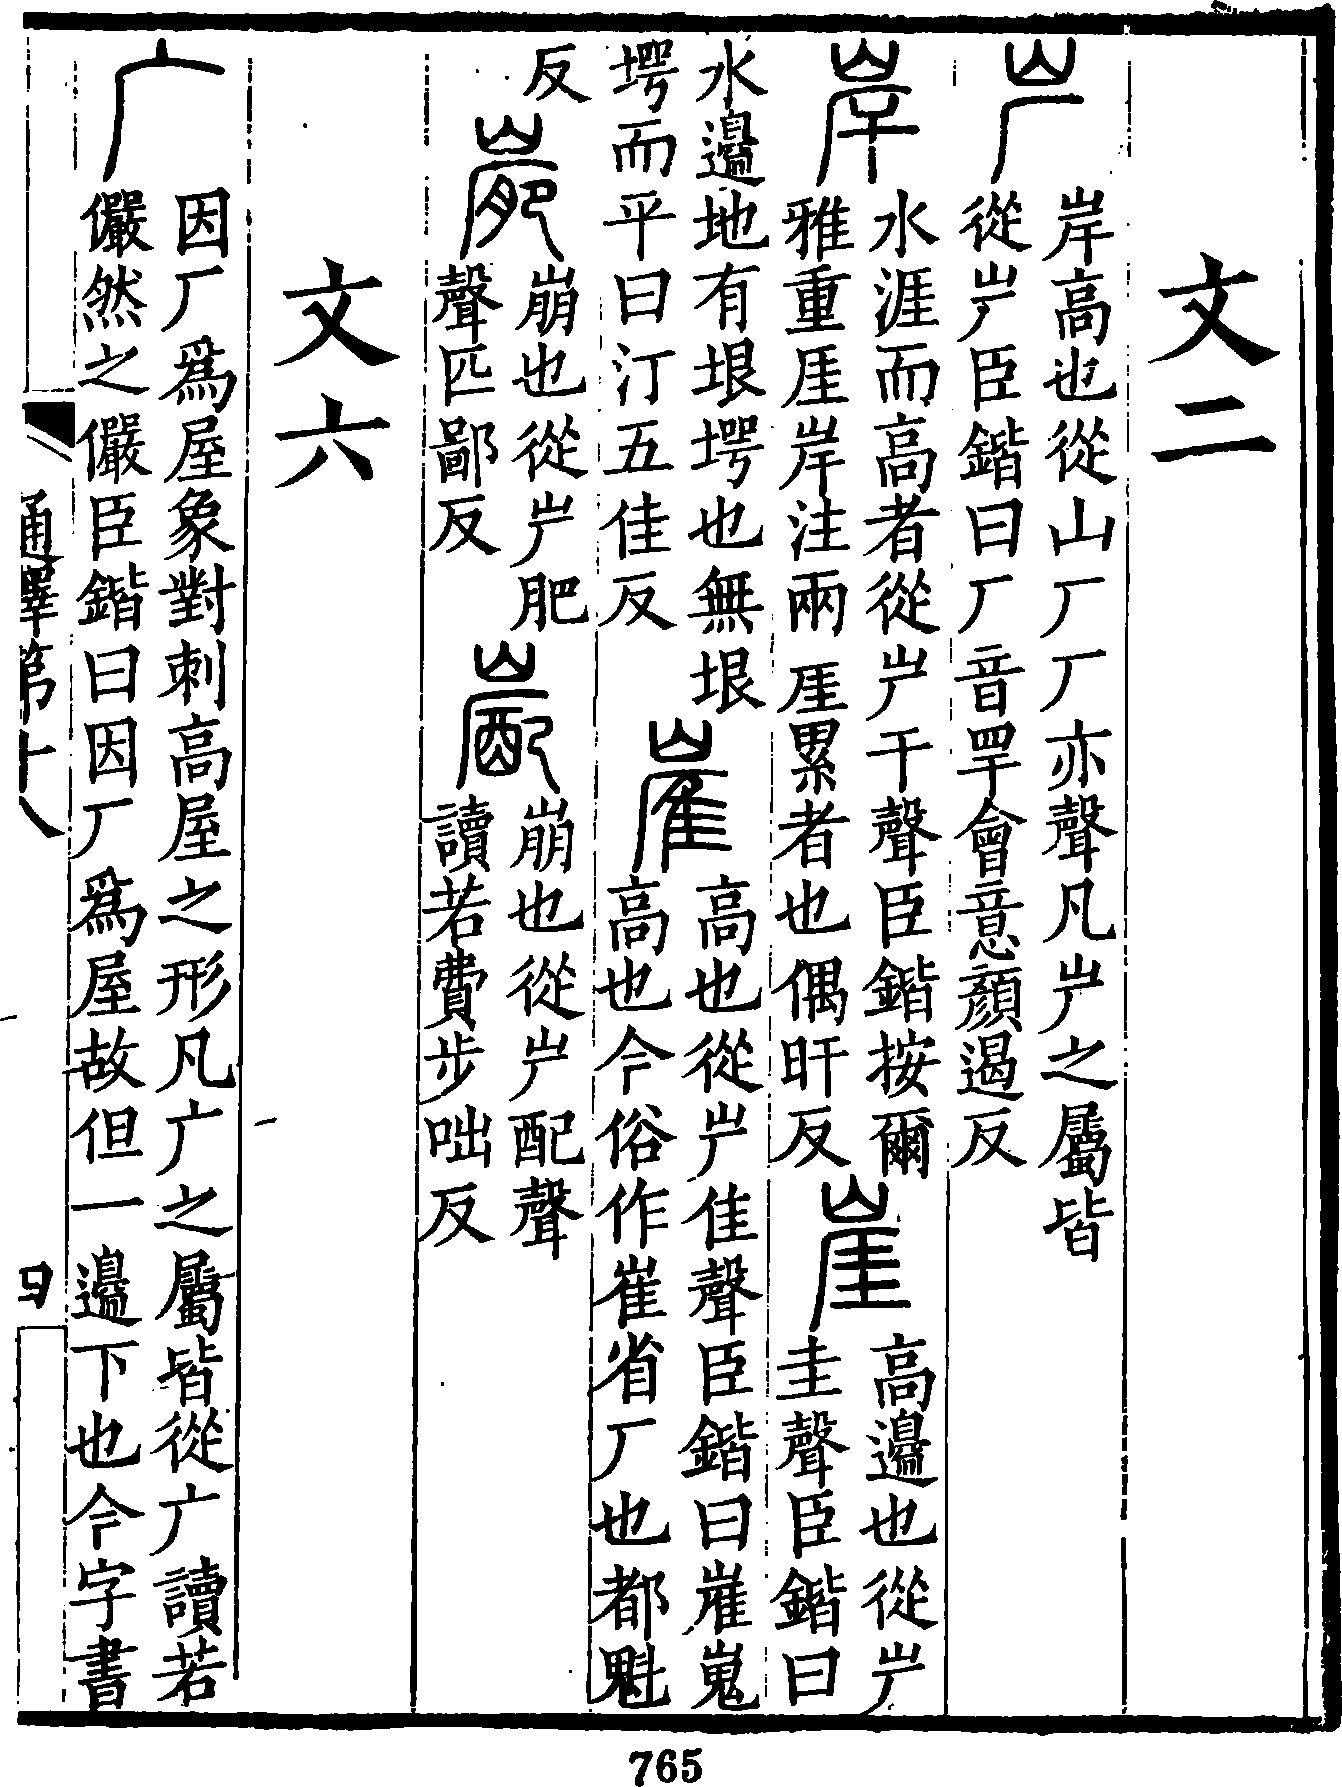 文二
屵
岸高也從山厂厂亦聲凡屵之屬皆
從屵臣鍇曰厂音罕會意顏遏反
岸
水涯而高者從屵干聲臣鍇按爾
雅重厓岸注兩厓累者也偶旰反
崖
高邊也從屵
圭聲臣鍇曰
水邊地有垠堮也無垠
堮而平曰汀五佳反
嵟
高也從屵隹聲臣鍇曰嵟嵬
高也今俗作崔省厂也都魁
反
嶏
崩也從屵肥
聲匹鄙反
嶏
崩也從屵配聲
讀若費步咄反
文六
广
因厂爲屋象對刺高屋之形凡广之屬皆從广讀若
儼然之儼臣鍇曰因厂爲屋故但一邊下也今字書
通釋第十八
765